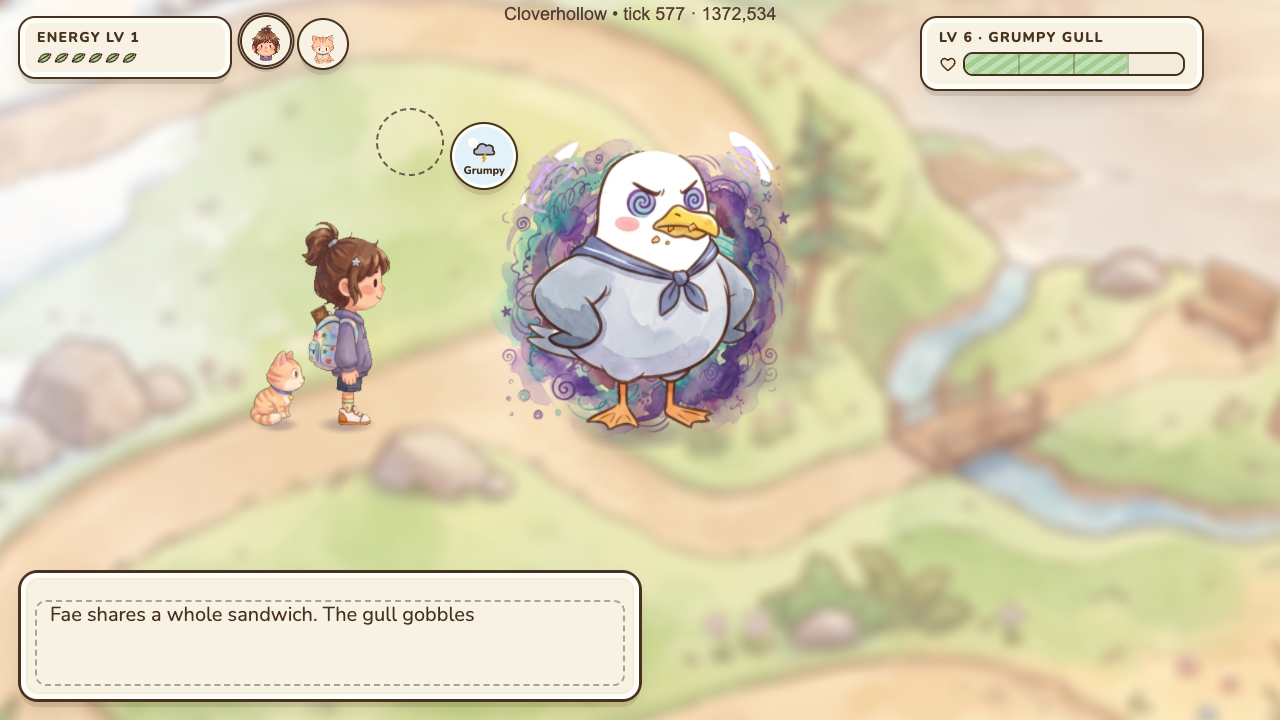 Cloverhollow • tick 577 · 1372,534
ENERGY LV 1
LV 6 · GRUMPY GULL
Grumpy
Fae shares a whole sandwich. The gull gobbles